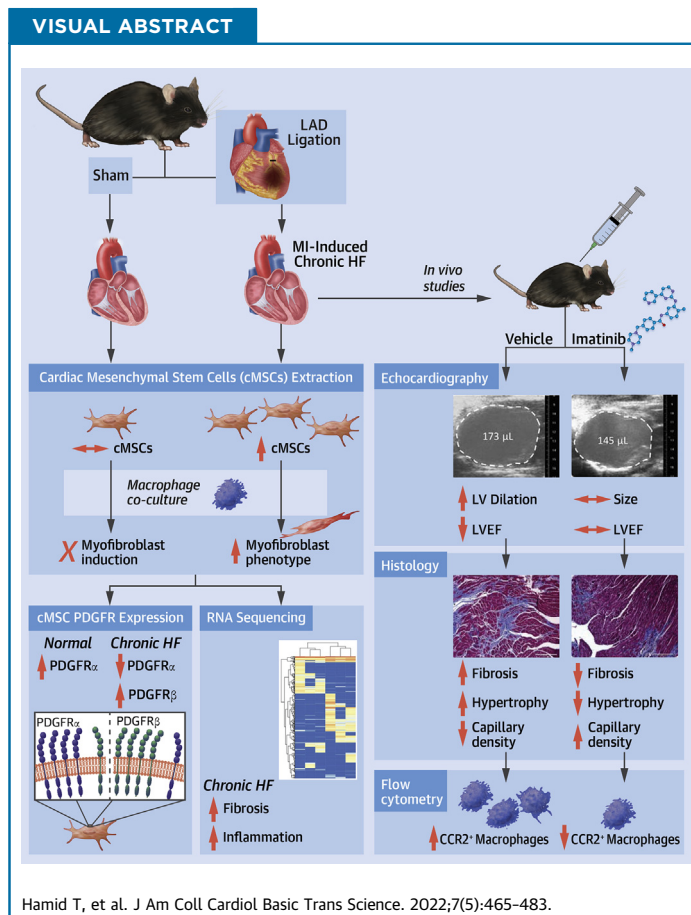 VISUAL ABSTRACT
LAD
Ligation
Sham
MI-Induced
Chronic HF
In vivo
studies
Vehicle
Imatinib
Cardiac Mesenchymal Stem Cells (cMSCs) Extraction
cMSCs
cMSCs
Macrophage
co-culture
Myofibroblast
induction
Myofibroblast
phenotype
cMSC PDGFR Expression
Normal
PDGFRα
Chronic HF
PDGFRα
PDGFRβ
PDGFRα
PDGFRβ
RNA Sequencing
Chronic HF
Fibrosis
Inflammation
Echocardiography
173 μL
145 μL
LV Dilation
Size
LVEF
LVEF
Histology
Fibrosis
Hypertrophy
Capillary
density
Fibrosis
Hypertrophy
Capillary
density
Flow
cytometry
CCR2⁺ Macrophages
CCR2⁺ Macrophages
Hamid T, et al. J Am Coll Cardiol Basic Trans Science. 2022;7(5):465–483.